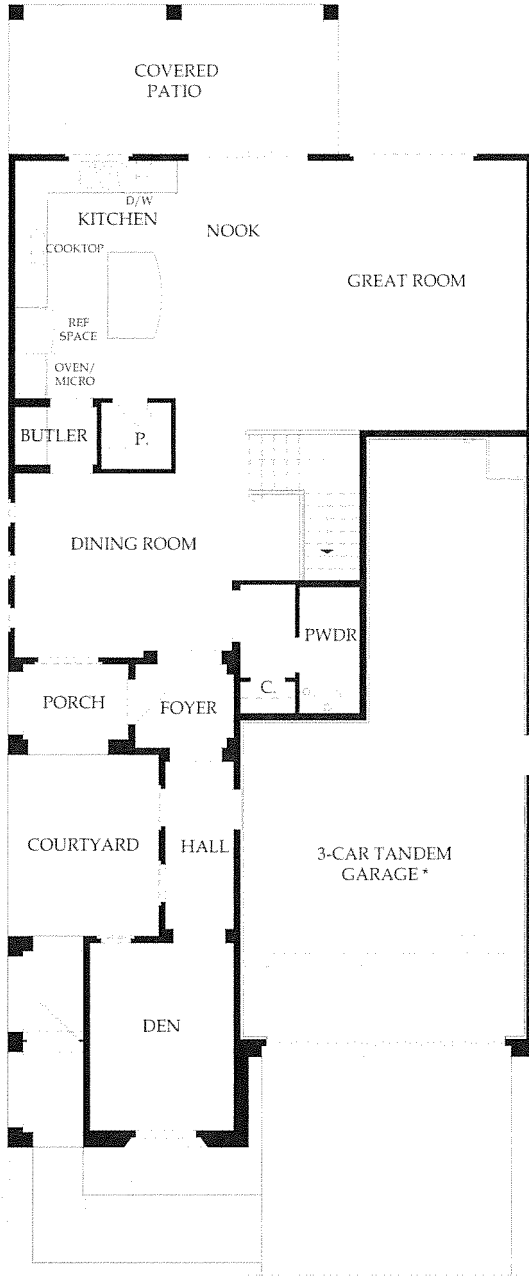 COVERED
PATIO
D/W
KITCHEN
NOOK
COOKTOP
GREAT ROOM
REF
SPACE
OVEN/
MICRO
BUTLER
P.
DINING ROOM
PWDR
C.
PORCH
FOYER
COURTYARD
HALL
3-CAR TANDEM
GARAGE *
DEN